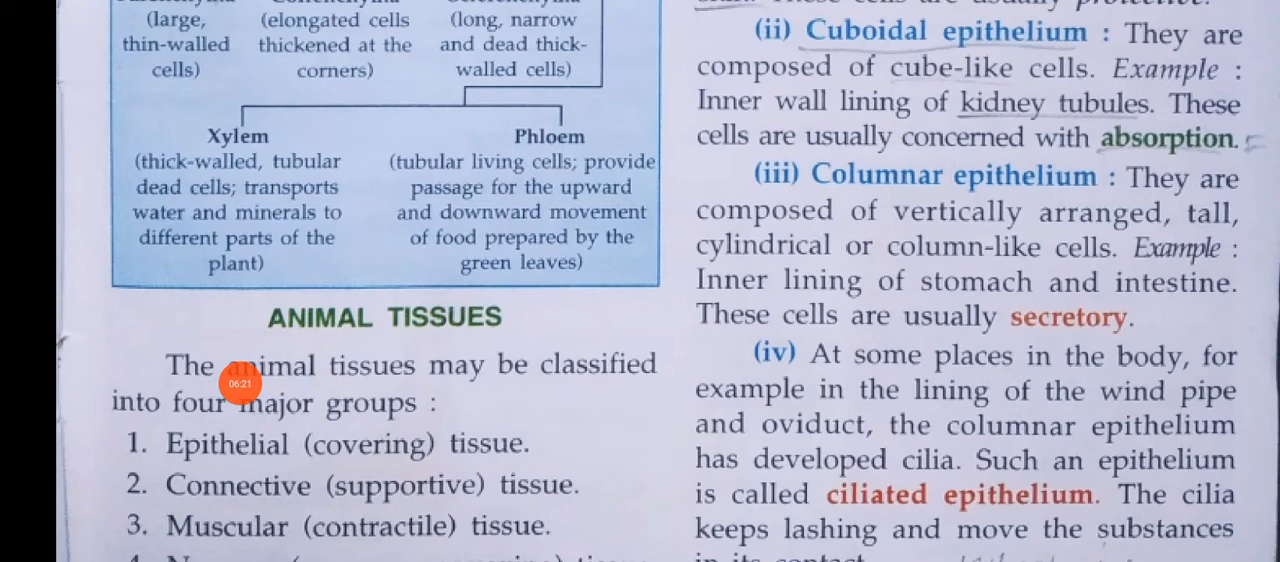 (large,
thin-walled
cells)
(elongated cells
thickened at the
corners)
(long, narrow
and dead thick-
walled cells)
Xylem
(thick-walled, tubular
dead cells; transports
water and minerals to
different parts of the
plant)
Phloem
(tubular living cells; provide
passage for the upward
and downward movement
of food prepared by the
green leaves)
ANIMAL TISSUES
The animal tissues may be classified
06:21
into four major groups :
1. Epithelial (covering) tissue.
2. Connective (supportive) tissue.
3. Muscular (contractile) tissue.
(ii) Cuboidal epithelium : They are
composed of cube-like cells. Example :
Inner wall lining of kidney tubules. These
cells are usually concerned with absorption.
(iii) Columnar epithelium : They are
composed of vertically arranged, tall,
cylindrical or column-like cells. Example :
Inner lining of stomach and intestine.
These cells are usually secretory.
(iv) At some places in the body, for
example in the lining of the wind pipe
and oviduct, the columnar epithelium
has developed cilia. Such an epithelium
is called ciliated epithelium. The cilia
keeps lashing and move the substances
in its contact